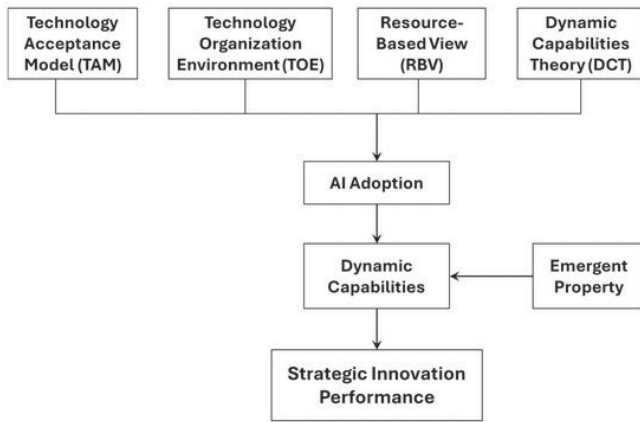 Technology
Acceptance
Model (TAM)
Technology
Organization
Environment (TOE)
Resource-
Based View
(RBV)
Dynamic
Capabilities
Theory (DCT)
AI Adoption
Dynamic
Capabilities
Emergent
Property
Strategic Innovation
Performance